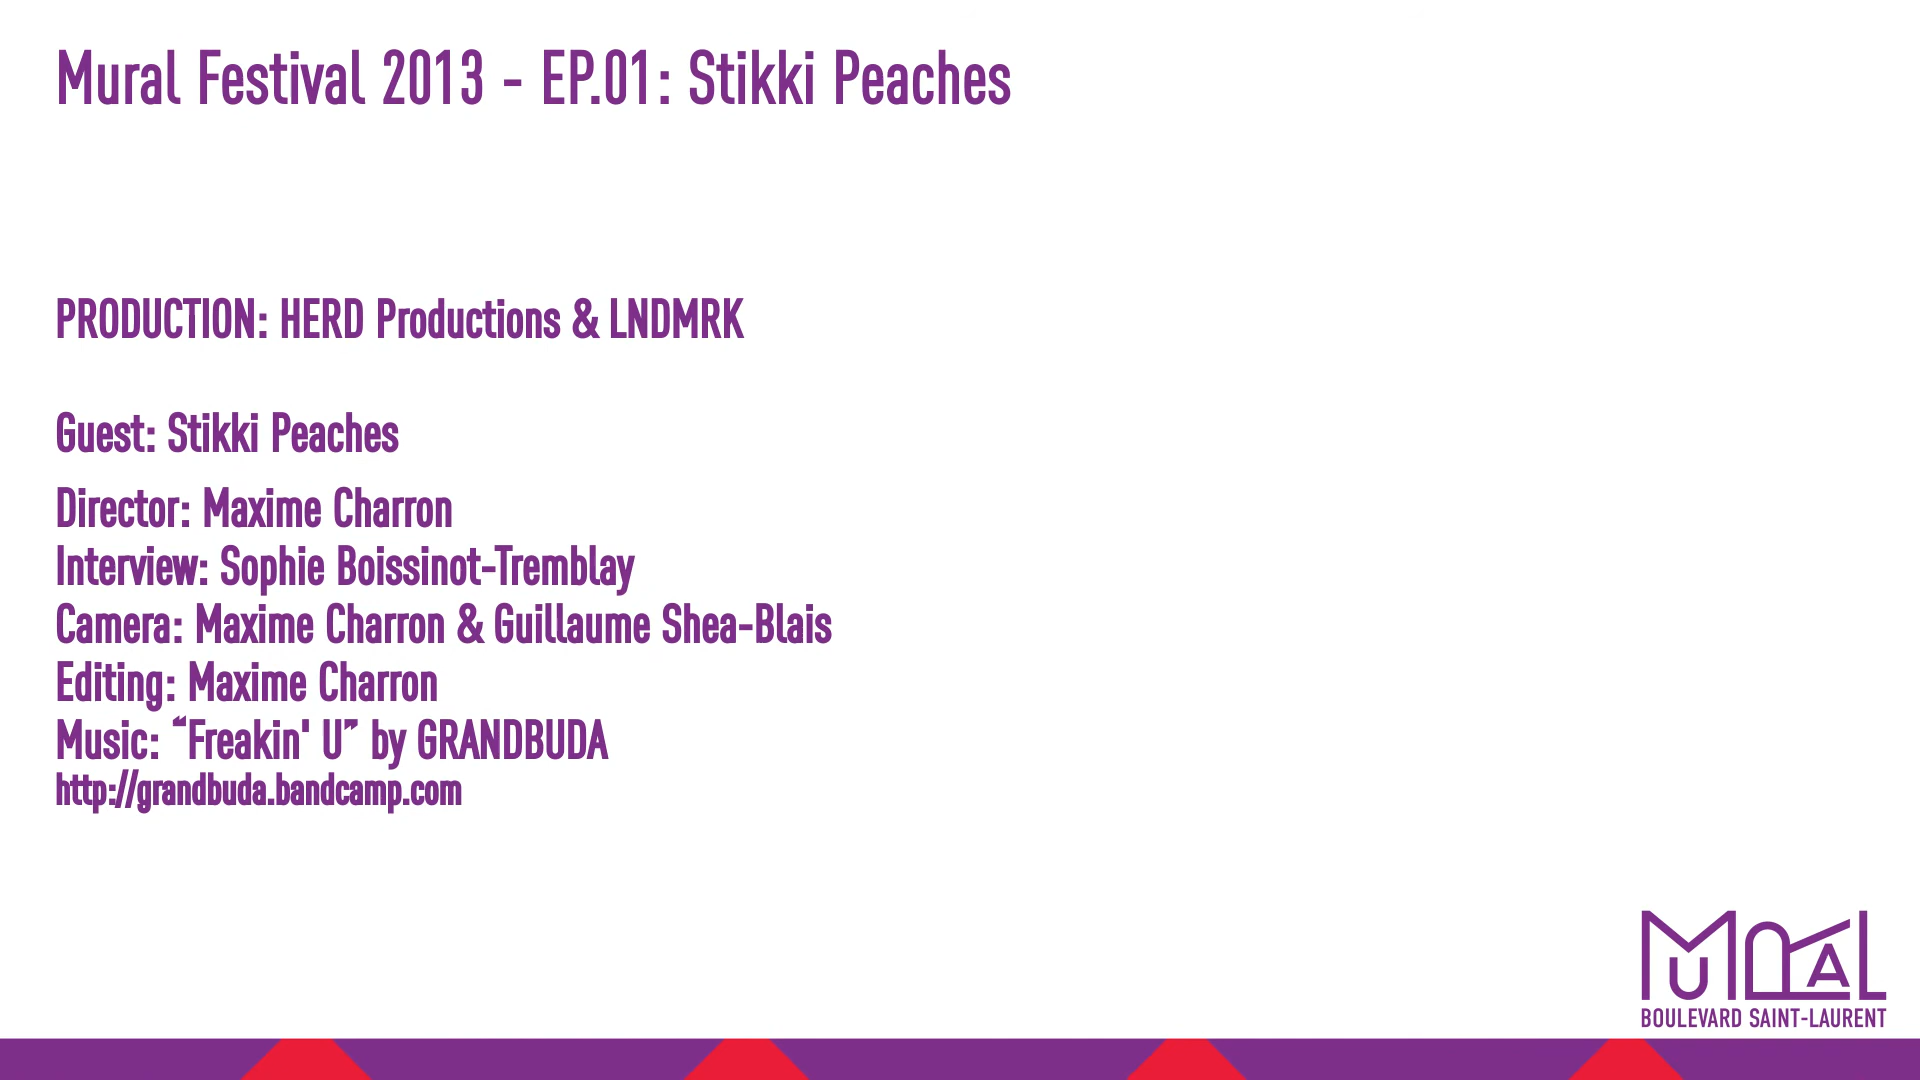 Mural Festival 2013 - EP.01: Stikki Peaches
PRODUCTION: HERD Productions & LNDMRK
Guest: Stikki Peaches
Director: Maxime Charron
Interview: Sophie Boissinot-Tremblay
Camera: Maxime Charron & Guillaume Shea-Blais
Editing: Maxime Charron
Music: “Freakin' U” by GRANDBUDA
http://grandbuda.bandcamp.com
MURAL
BOULEVARD SAINT-LAURENT